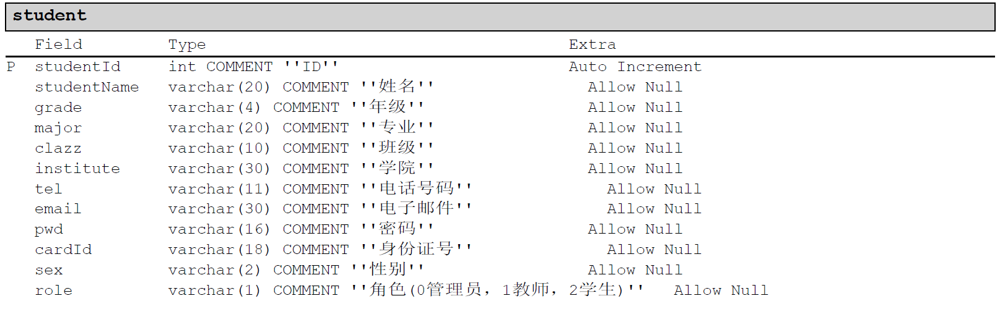 student
Field Type Extra
P studentId int COMMENT ''ID'' Auto Increment
studentName varchar(20) COMMENT ''姓名'' Allow Null
grade varchar(4) COMMENT ''年级'' Allow Null
major varchar(20) COMMENT ''专业'' Allow Null
clazz varchar(10) COMMENT ''班级'' Allow Null
institute varchar(30) COMMENT ''学院'' Allow Null
tel varchar(11) COMMENT ''电话号码'' Allow Null
email varchar(30) COMMENT ''电子邮件'' Allow Null
pwd varchar(16) COMMENT ''密码'' Allow Null
cardId varchar(18) COMMENT ''身份证号'' Allow Null
sex varchar(2) COMMENT ''性别'' Allow Null
role varchar(1) COMMENT ''角色(0管理员，1教师，2学生)'' Allow Null